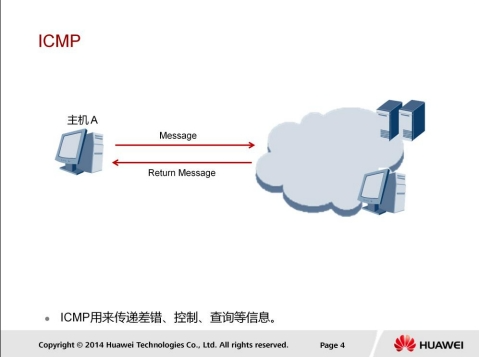 ICMP
主机A
Message
Return Message
ICMP用来传递差错、控制、查询等信息。
Copyright © 2014 Huawei Technologies Co., Ltd. All rights reserved. Page 4 HUAWEI